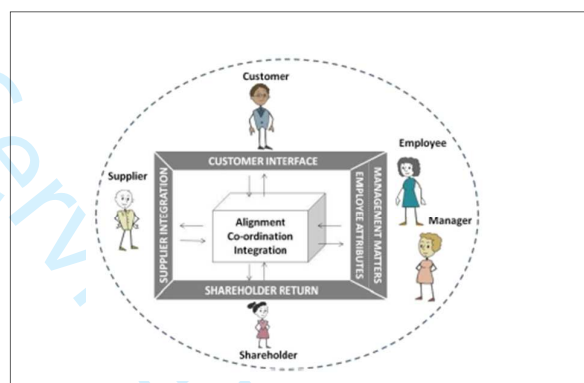 Customer
Employee
CUSTOMER INTERFACE
Supplier
SUPPLIER INTEGRATION
Alignment
Co-ordination
Integration
EMPLOYEE ATTRIBUTES
MANAGEMENT MATTERS
Manager
SHAREHOLDER RETURN
Shareholder